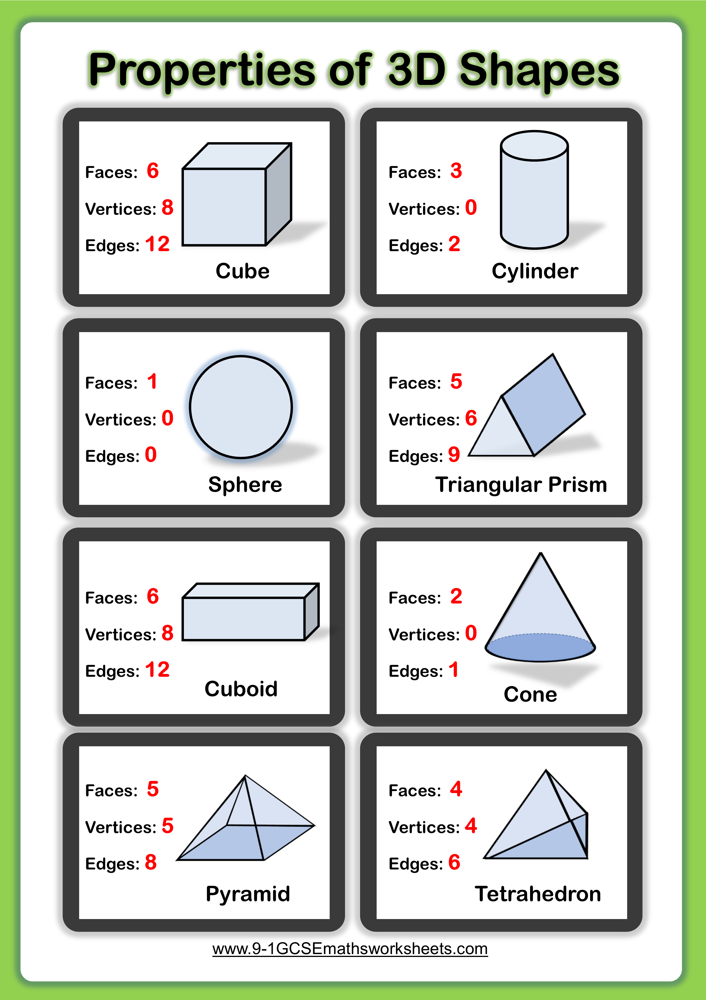 Properties of 3D Shapes
Faces: 6
Vertices: 8
Edges: 12
Cube
Faces: 3
Vertices: 0
Edges: 2
Cylinder
Faces: 1
Vertices: 0
Edges: 0
Sphere
Faces: 5
Vertices: 6
Edges: 9
Triangular Prism
Faces: 6
Vertices: 8
Edges: 12
Cuboid
Faces: 2
Vertices: 0
Edges: 1
Cone
Faces: 5
Vertices: 5
Edges: 8
Pyramid
Faces: 4
Vertices: 4
Edges: 6
Tetrahedron
www.9-1GCSEmathsworksheets.com